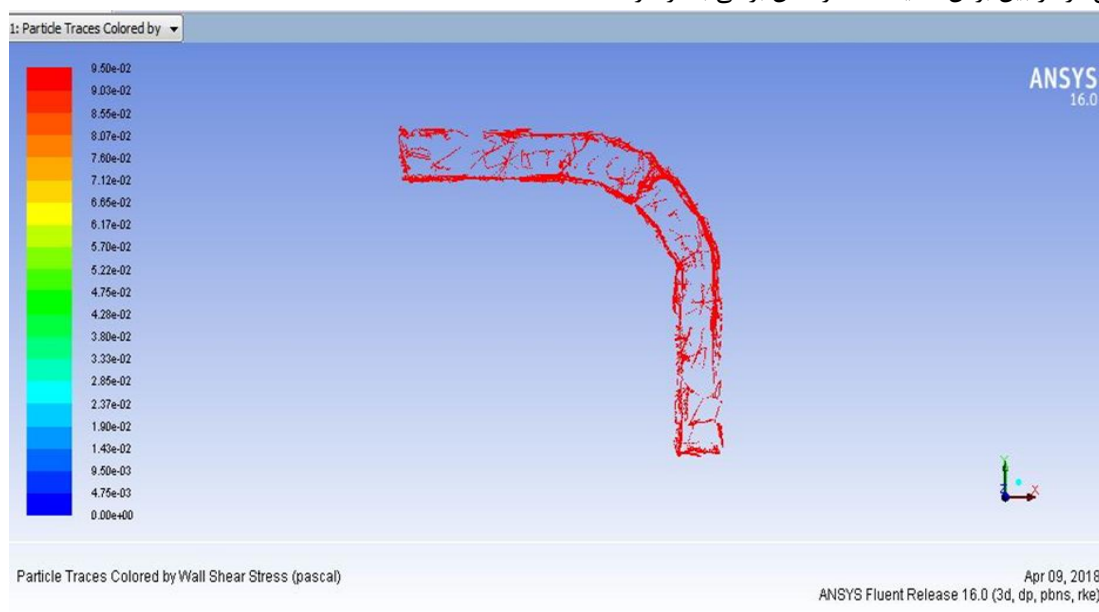 1: Particle Traces Colored by
9.50e-02
9.03e-02
8.55e-02
8.07e-02
7.60e-02
7.12e-02
6.65e-02
6.17e-02
5.70e-02
5.22e-02
4.75e-02
4.28e-02
3.80e-02
3.33e-02
2.85e-02
2.37e-02
1.90e-02
1.43e-02
9.50e-03
4.75e-03
0.00e+00
ANSYS
16.0
Y
Z
X
Particle Traces Colored by Wall Shear Stress (pascal)
Apr 09, 2018
ANSYS Fluent Release 16.0 (3d, dp, pbns, rke)